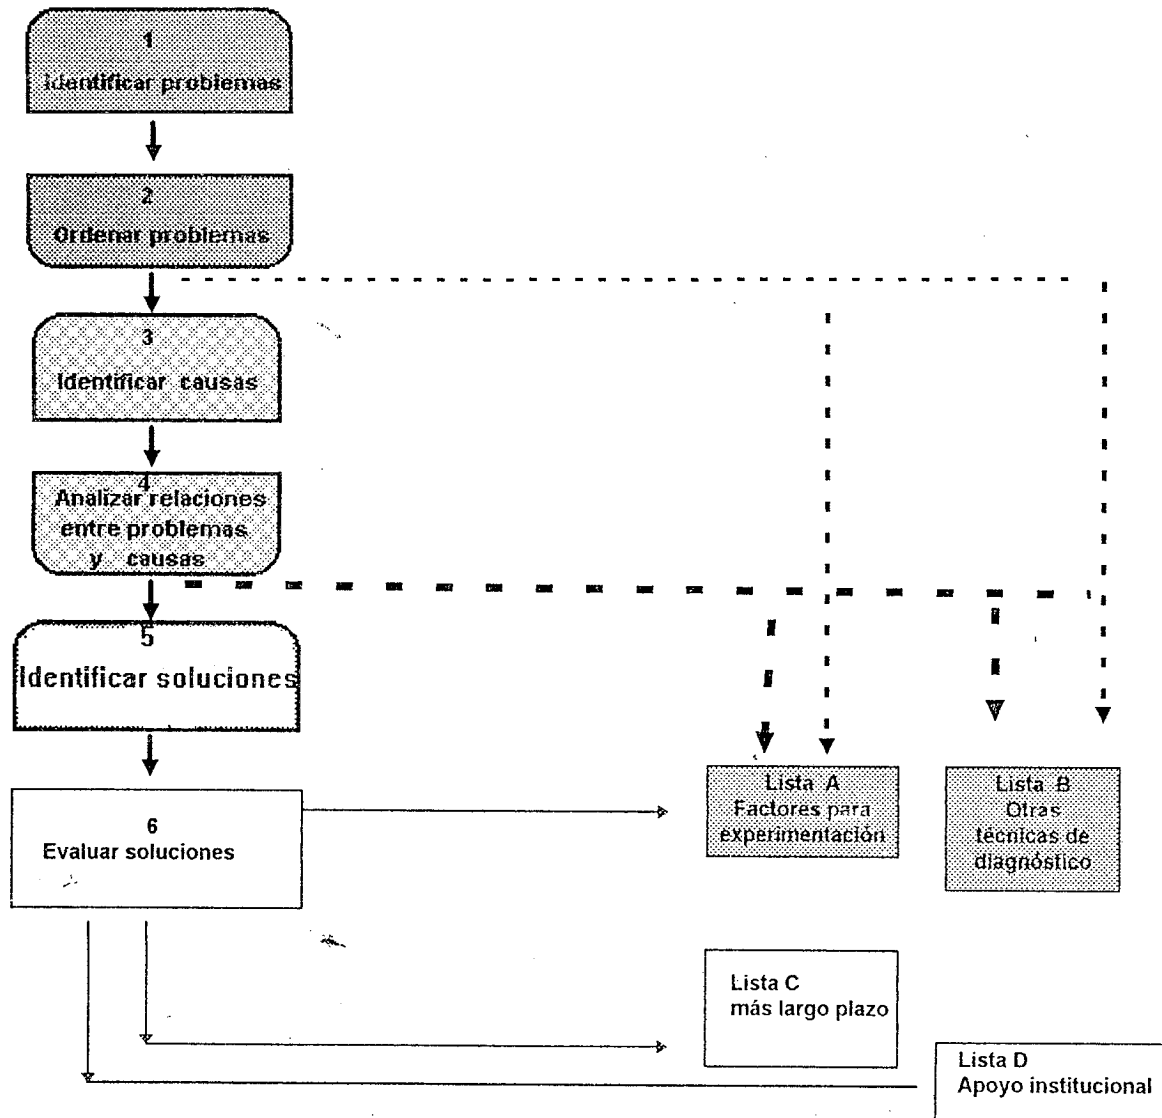 1
Identificar problemas
2
Ordenar problemas
3
Identificar causas
4
Analizar relaciones
entre problemas
y causas
5
Identificar soluciones
6
Evaluar soluciones
Lista A
Factores para
experimentación
Lista B
Otras
técnicas de
diagnóstico
Lista C
más largo plazo
Lista D
Apoyo institucional